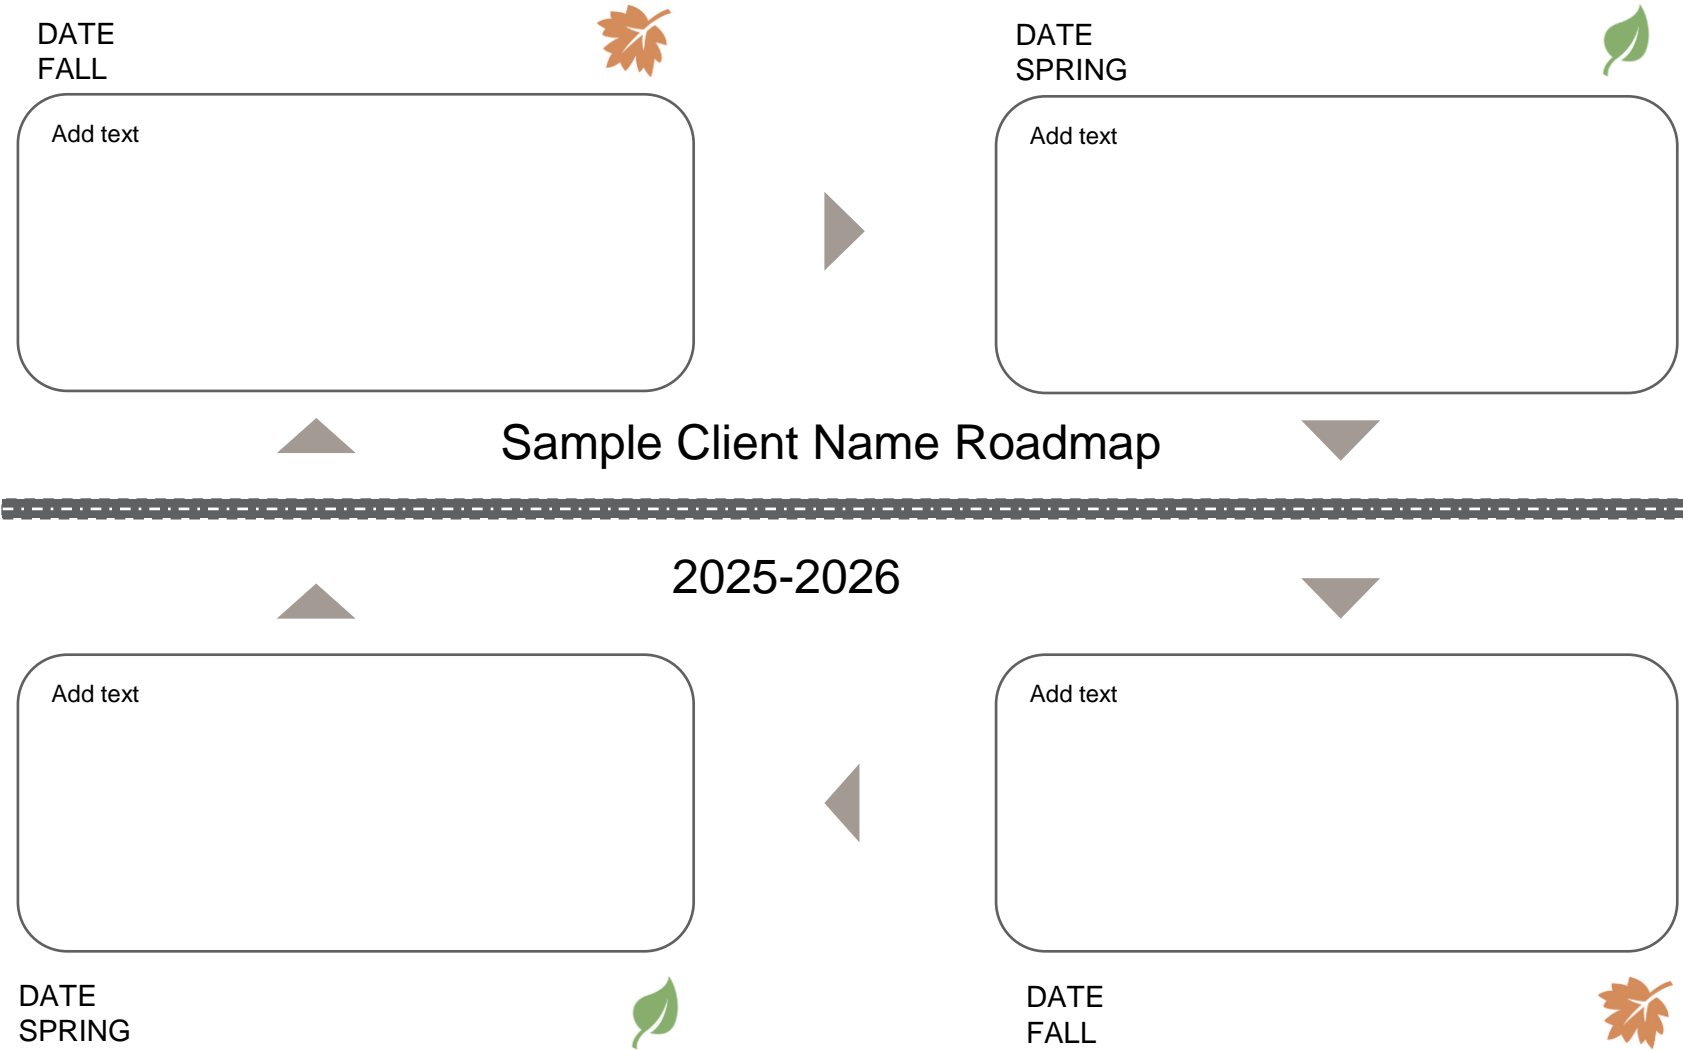 DATE
FALL
Add text
DATE
SPRING
Add text
Sample Client Name Roadmap
2025-2026
Add text
DATE
SPRING
Add text
DATE
FALL